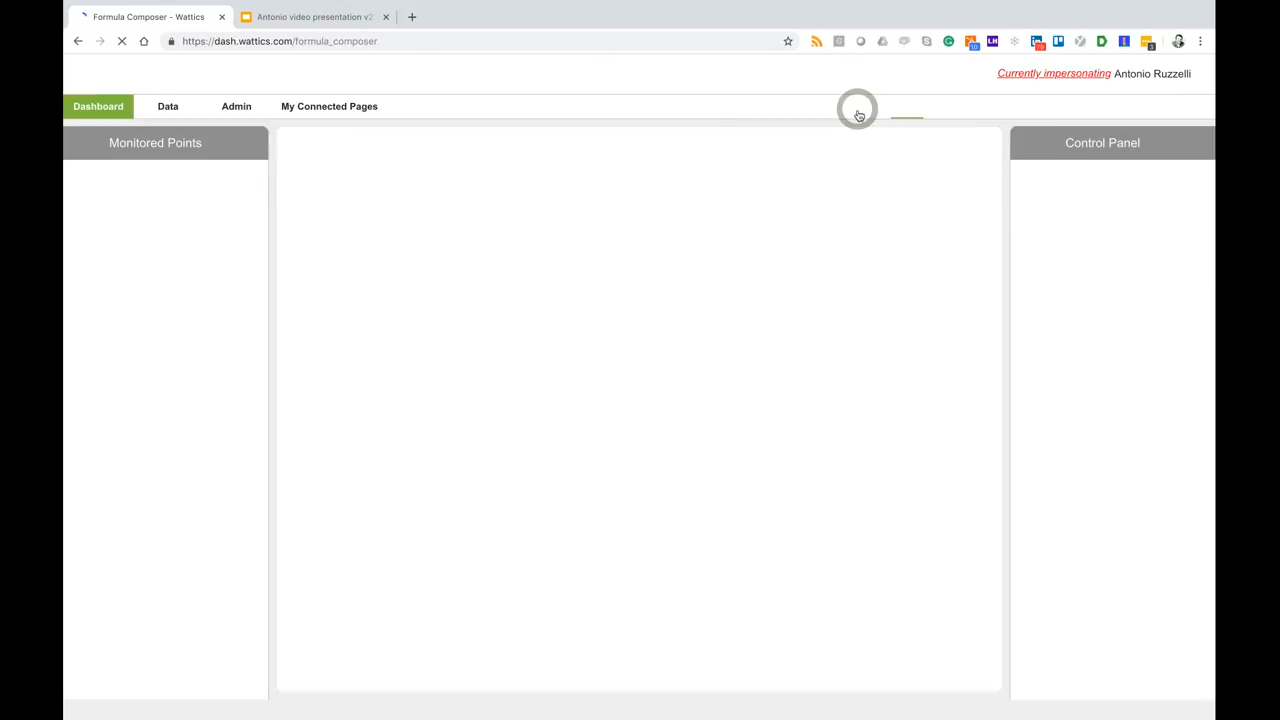 Formula Composer - Wattics
Antonio video presentation v2
https://dash.wattics.com/formula_composer
Currently impersonating Antonio Ruzzelli
Dashboard Data Admin My Connected Pages
Monitored Points
Control Panel